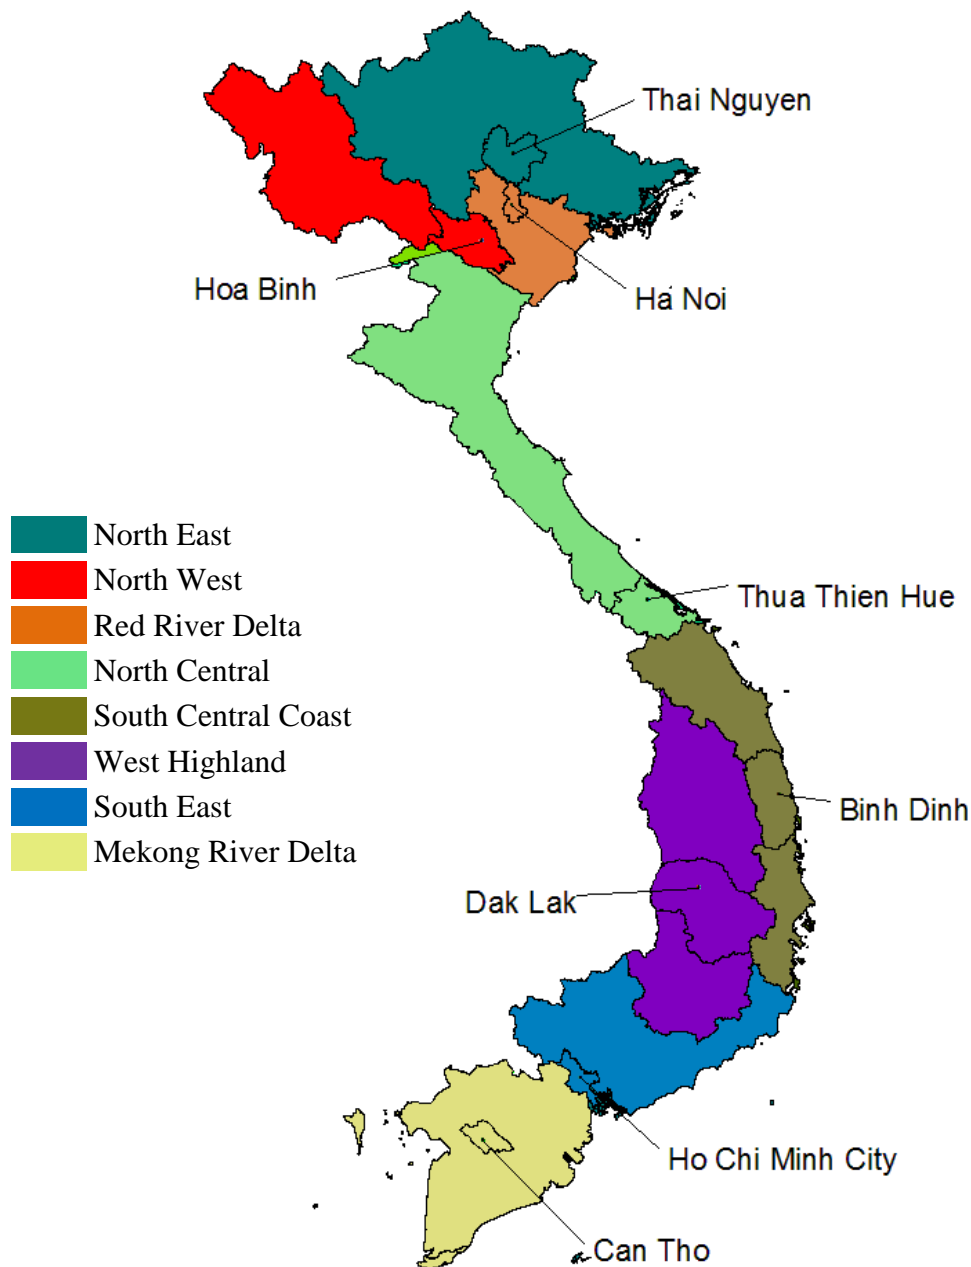 Thai Nguyen
Hoa Binh
Ha Noi
North East
North West
Red River Delta
North Central
South Central Coast
West Highland
South East
Mekong River Delta
Thua Thien Hue
Binh Dinh
Dak Lak
Ho Chi Minh City
Can Tho